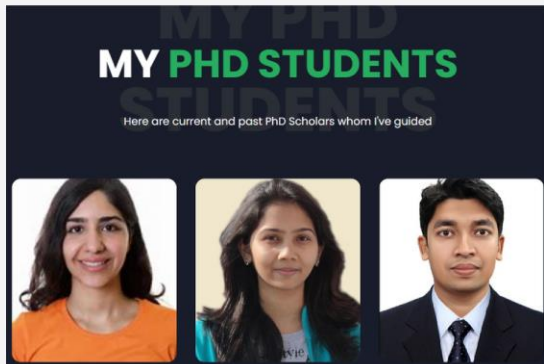 MY PHD
MY PHD STUDENTS
STUDENTS
Here are current and past PhD Scholars whom I've guided